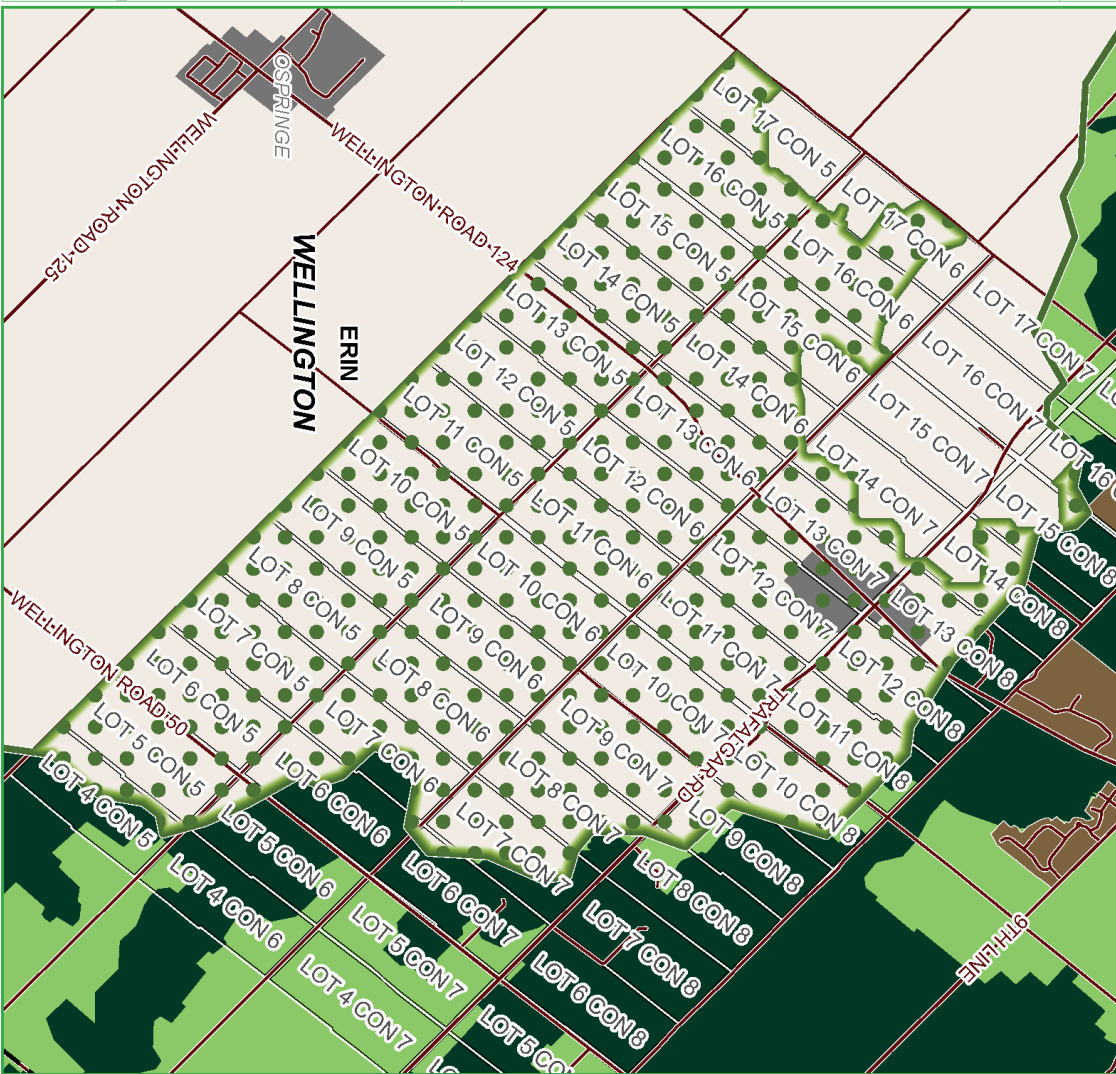 OSPRINGE
WELLINGTON ROAD 125
WELLINGTON ROAD 124
WELLINGTON
ERIN
LOT 17 CON 5
LOT 16 CON 5
LOT 15 CON 5
LOT 14 CON 5
LOT 13 CON 5
LOT 12 CON 5
LOT 11 CON 5
LOT 10 CON 5
LOT 9 CON 5
LOT 8 CON 5
LOT 7 CON 5
LOT 6 CON 5
LOT 5 CON 5
LOT 4 CON 5
WELLINGTON ROAD 50
LOT 17 CON 6
LOT 16 CON 6
LOT 15 CON 6
LOT 14 CON 6
LOT 13 CON 6
LOT 12 CON 6
LOT 11 CON 6
LOT 10 CON 6
LOT 9 CON 6
LOT 8 CON 6
LOT 7 CON 6
LOT 6 CON 6
LOT 5 CON 6
LOT 4 CON 6
LOT 17 CON 7
LOT 16 CON 7
LOT 15 CON 7
LOT 14 CON 7
LOT 13 CON 7
LOT 12 CON 7
LOT 11 CON 7
LOT 10 CON 7
LOT 9 CON 7
LOT 8 CON 7
LOT 7 CON 7
LOT 6 CON 7
LOT 5 CON 7
LOT 4 CON 7
TRAFALGAR RD
LOT 16
LOT 15 CON 8
LOT 14 CON 8
LOT 13 CON 8
LOT 12 CON 8
LOT 11 CON 8
LOT 10 CON 8
LOT 9 CON 8
LOT 8 CON 8
LOT 7 CON 8
LOT 6 CON 8
LOT 5 CO
9TH LINE